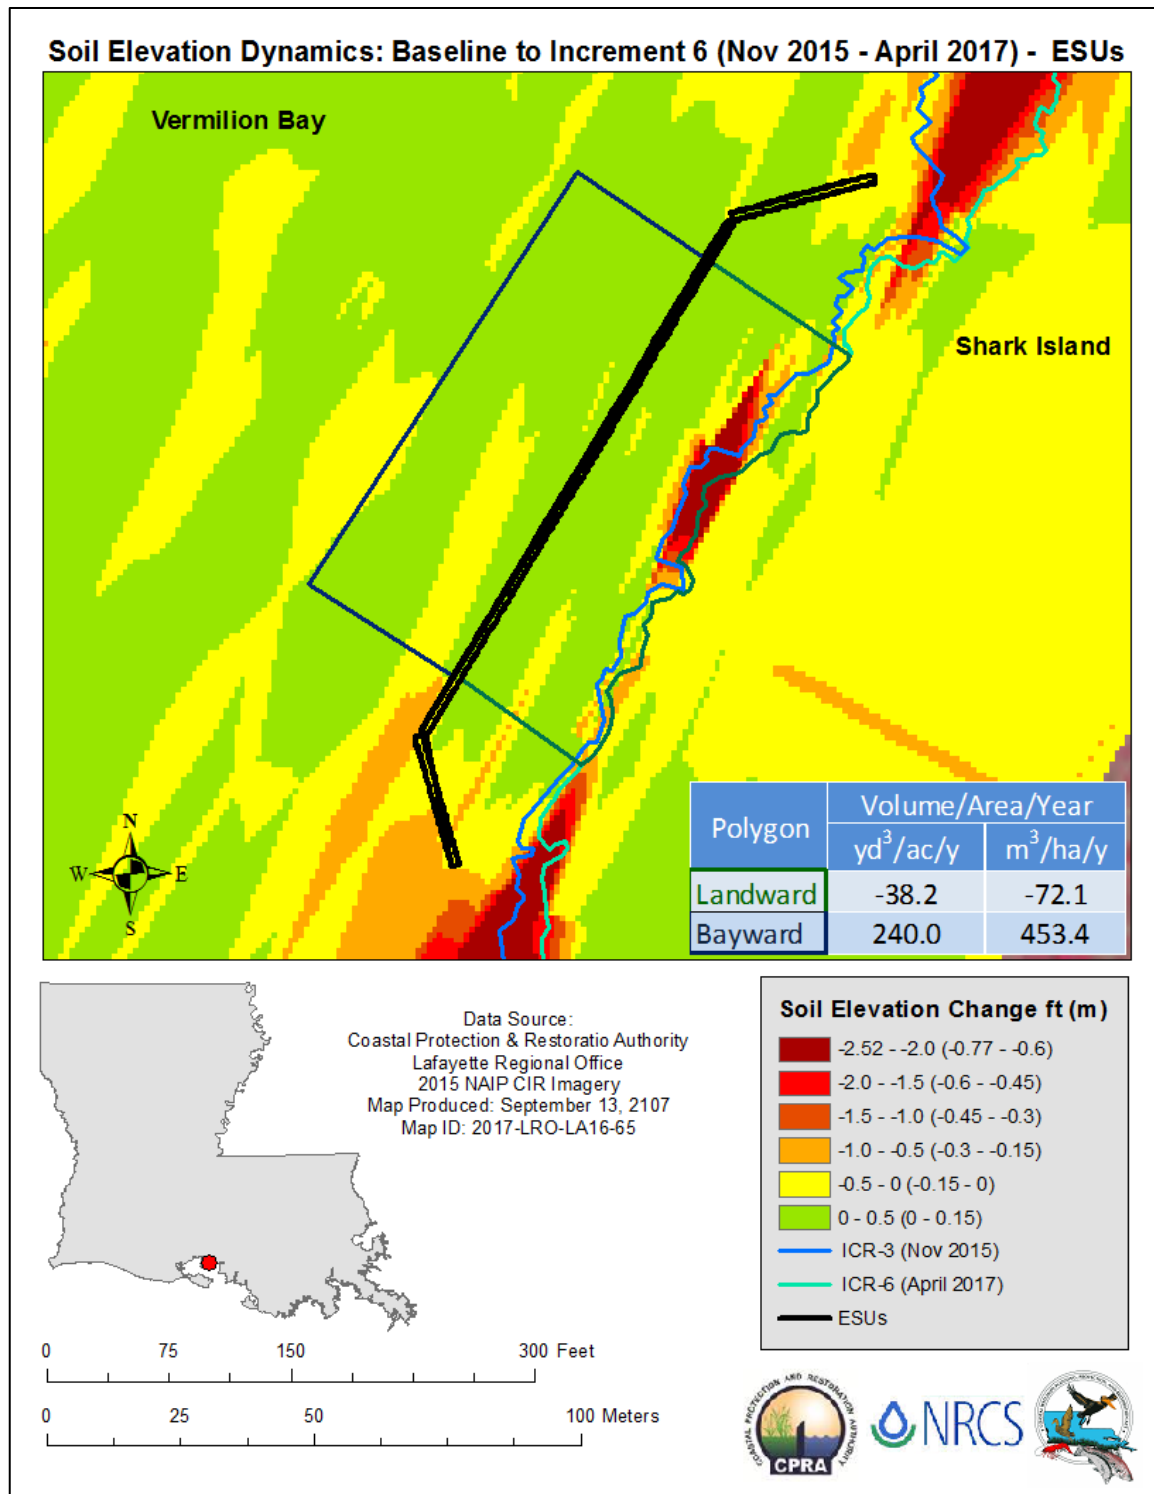 Soil Elevation Dynamics: Baseline to Increment 6 (Nov 2015 - April 2017) - ESUs
Vermilion Bay
Shark Island
N
W E
S
Polygon Volume/Area/Year
yd³/ac/y m³/ha/y
Landward -38.2 -72.1
Bayward 240.0 453.4
Data Source:
Coastal Protection & Restoratio Authority
Lafayette Regional Office
2015 NAIP CIR Imagery
Map Produced: September 13, 2107
Map ID: 2017-LRO-LA16-65
Soil Elevation Change ft (m)
-2.52 - -2.0 (-0.77 - -0.6)
-2.0 - -1.5 (-0.6 - -0.45)
-1.5 - -1.0 (-0.45 - -0.3)
-1.0 - -0.5 (-0.3 - -0.15)
-0.5 - 0 (-0.15 - 0)
0 - 0.5 (0 - 0.15)
ICR-3 (Nov 2015)
ICR-6 (April 2017)
ESUs
0 75 150 300 Feet
0 25 50 100 Meters
COASTAL PROTECTION AND RESTORATION AUTHORITY
CPRA
NRCS